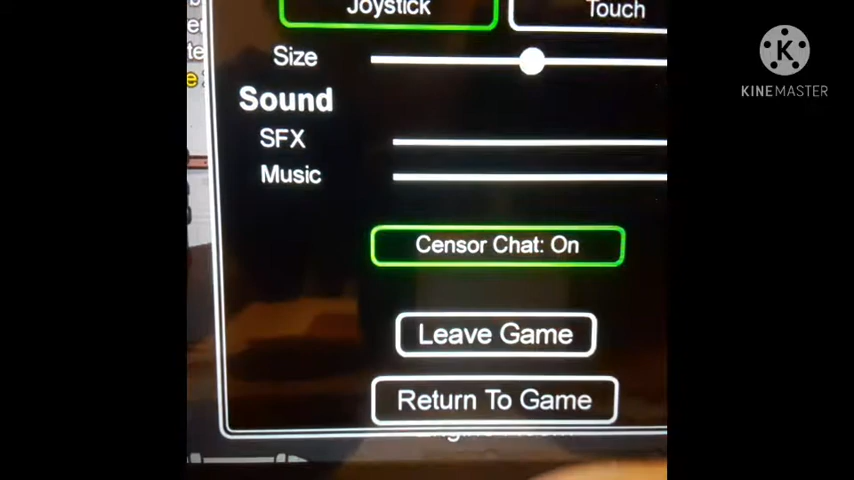 Joystick
Touch
Size
Sound
SFX
Music
Censor Chat: On
Leave Game
Return To Game
K
KINEMASTER